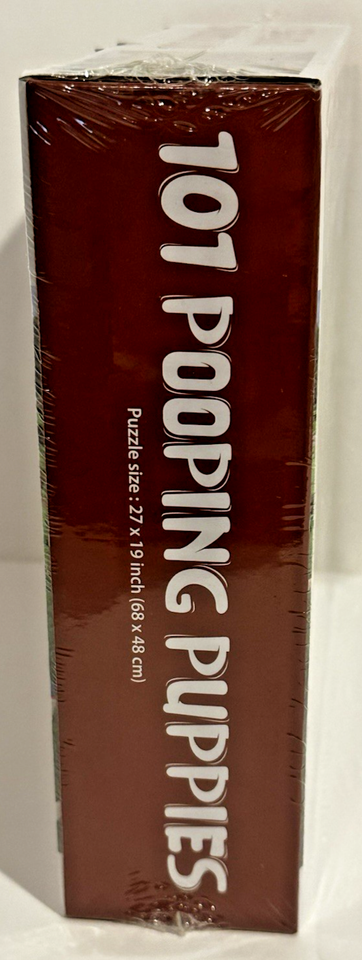 101 POOPING PUPPIES
Puzzle size : 27 x 19 inch (68 x 48 cm)